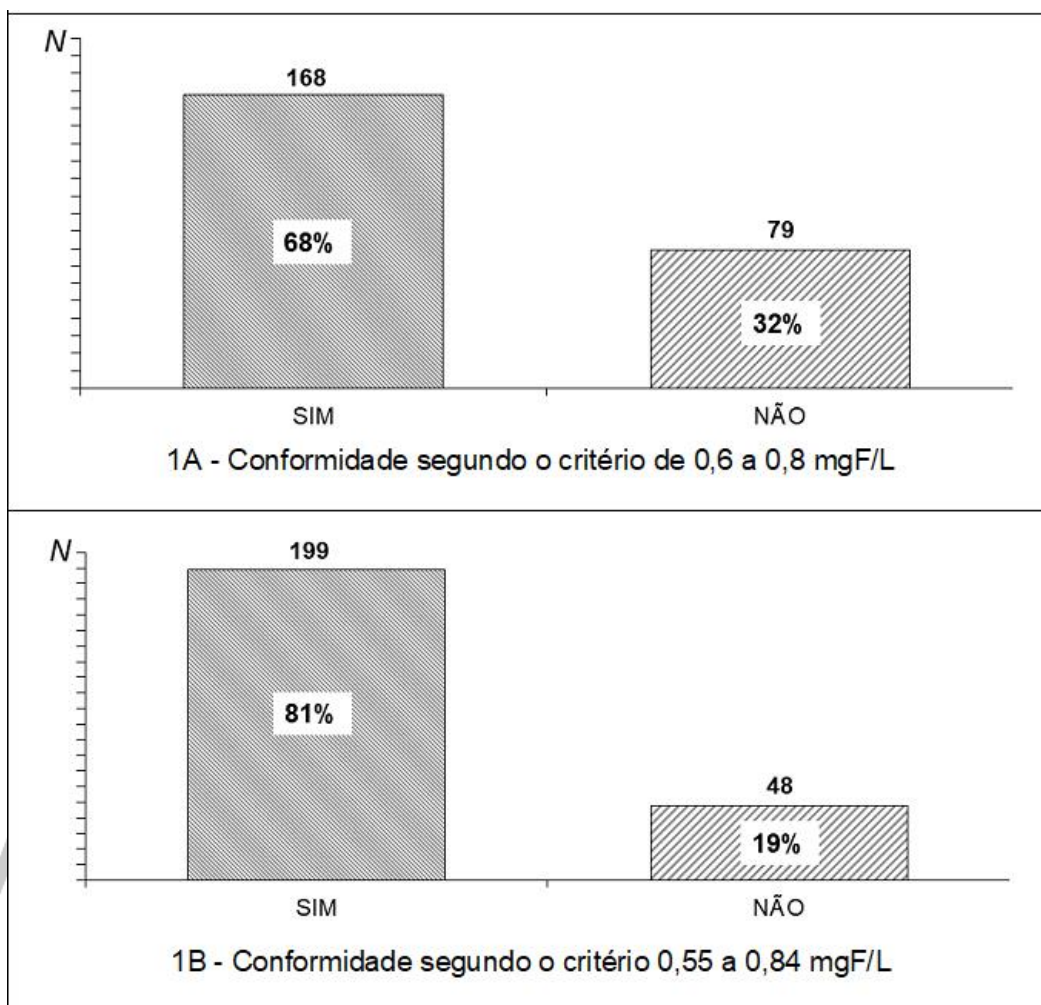 N
168
68%
79
32%
SIM
NÃO
1A - Conformidade segundo o critério de 0,6 a 0,8 mgF/L
N
199
81%
48
19%
SIM
NÃO
1B - Conformidade segundo o critério 0,55 a 0,84 mgF/L